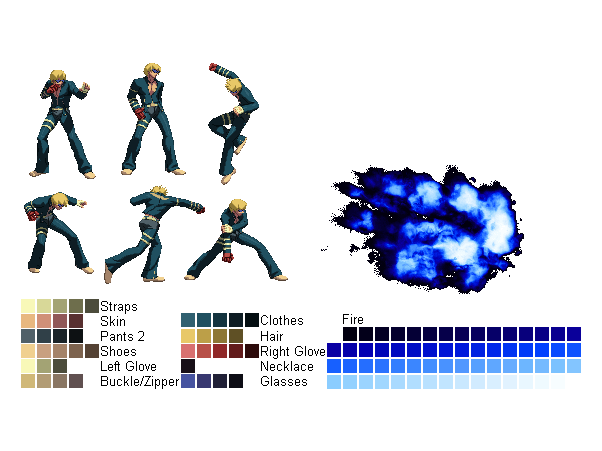 Straps
Skin
Pants 2
Shoes
Left Glove
Buckle/Zipper
Clothes
Hair
Right Glove
Necklace
Glasses
Fire